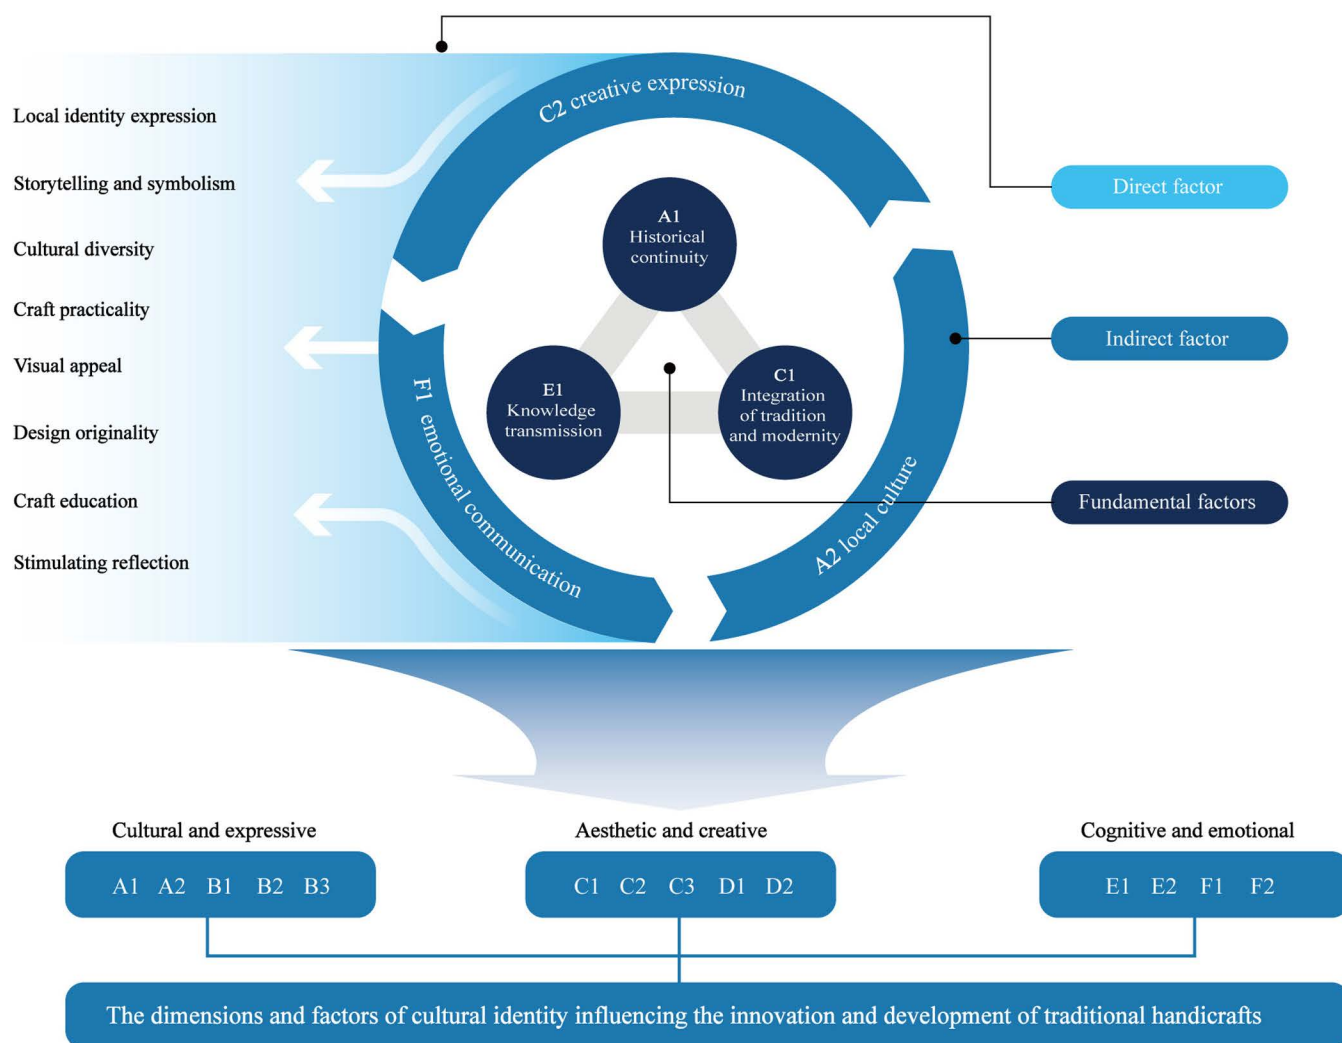 C2 creative expression
Local identity expression
Storytelling and symbolism
Cultural diversity
Craft practicality
Visual appeal
Design originality
Craft education
Stimulating reflection
A1
Historical
continuity
E1
Knowledge
transmission
C1
Integration
of tradition
and modernity
F1 emotional communication
A2 local culture
Direct factor
Indirect factor
Fundamental factors
Cultural and expressive
A1 A2 B1 B2 B3
Aesthetic and creative
C1 C2 C3 D1 D2
Cognitive and emotional
E1 E2 F1 F2
The dimensions and factors of cultural identity influencing the innovation and development of traditional handicrafts